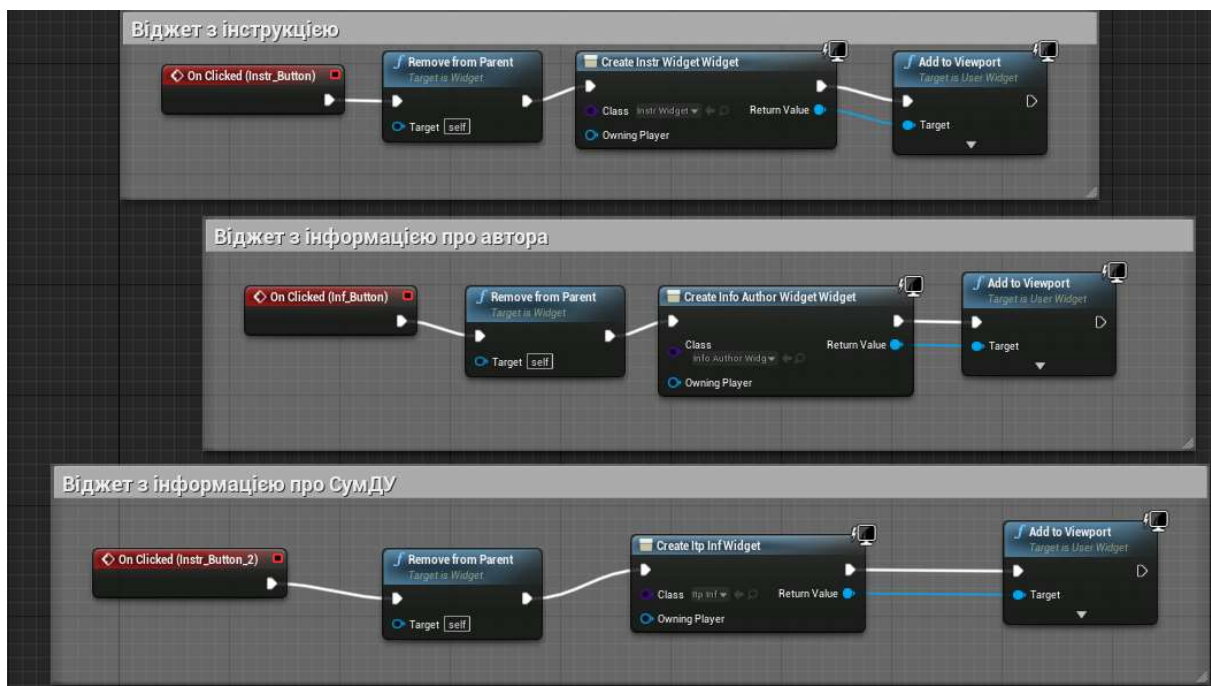 Віджет з інструкцією
On Clicked (Instr_Button)
Remove from Parent
Target is Widget
Target self
Create Instr Widget Widget
Class Instr Widget Return Value
Owning Player
Add to Viewport
Target is User Widget
Target
Віджет з інформацією про автора
On Clicked (Inf_Button)
Remove from Parent
Target is Widget
Target self
Create Info Author Widget Widget
Class Return Value
Info Author Widg
Owning Player
Add to Viewport
Target is User Widget
Target
Віджет з інформацією про СумДУ
On Clicked (Instr_Button_2)
Remove from Parent
Target is Widget
Target self
Create Itp Inf Widget
Class Itp Inf Return Value
Owning Player
Add to Viewport
Target is User Widget
Target